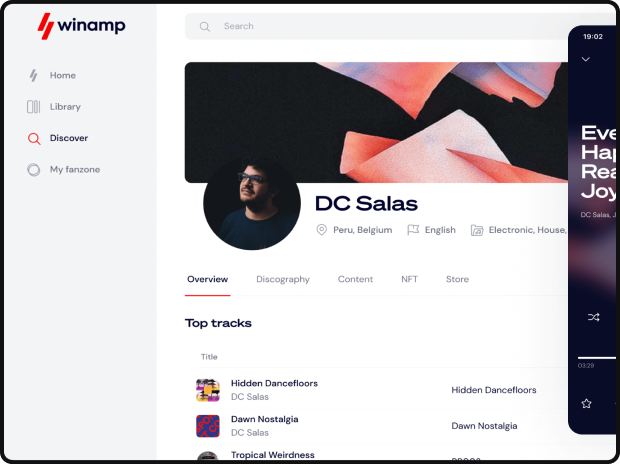 winamp
Search
Home
Library
Discover
My fanzone
DC Salas
Peru, Belgium
English
Electronic, House,
Overview
Discography
Content
NFT
Store
Top tracks
Title
Hidden Dancefloors
DC Salas
Hidden Dancefloors
Dawn Nostalgia
DC Salas
Dawn Nostalgia
Tropical Weirdness
19:02
Eve
Hap
Rea
Joy
DC Salas, J
03:29